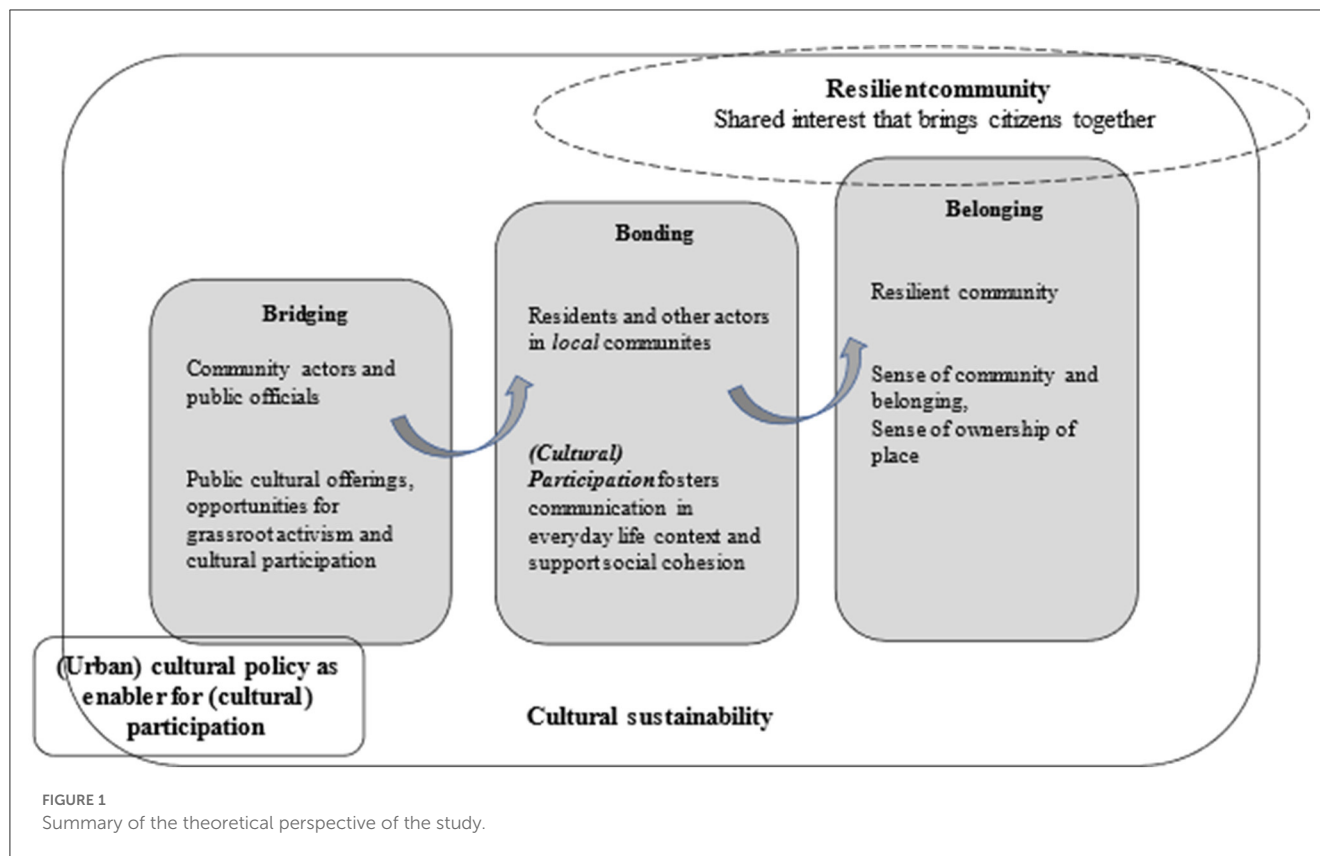 Resilientcommunity
Shared interest that brings citizens together
Bridging
Community actors and
public officials
Public cultural offerings,
opportunities for
grassroot activism and
cultural participation
Bonding
Residents and other actors
in local communites
(Cultural)
Participation fosters
communication in
everyday life context and
support social cohesion
Belonging
Resilient community
Sense of community and
belonging,
Sense of ownership of
place
(Urban) cultural policy as
enabler for (cultural)
participation
Cultural sustainability
FIGURE 1
Summary of the theoretical perspective of the study.